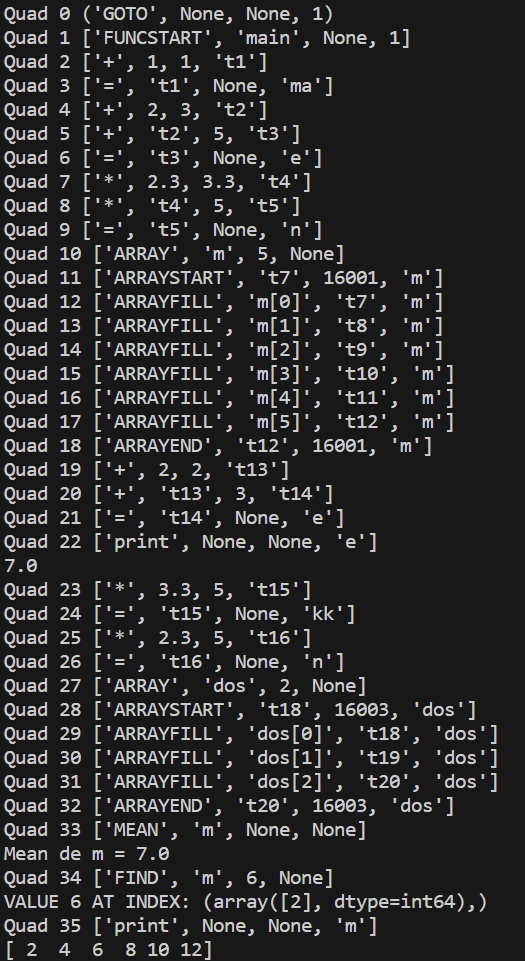 Quad 0 ('GOTO', None, None, 1)
Quad 1 ['FUNCSTART', 'main', None, 1]
Quad 2 ['+', 1, 1, 't1']
Quad 3 ['=', 't1', None, 'ma']
Quad 4 ['+', 2, 3, 't2']
Quad 5 ['+', 't2', 5, 't3']
Quad 6 ['=', 't3', None, 'e']
Quad 7 ['*', 2.3, 3.3, 't4']
Quad 8 ['*', 't4', 5, 't5']
Quad 9 ['=', 't5', None, 'n']
Quad 10 ['ARRAY', 'm', 5, None]
Quad 11 ['ARRAYSTART', 't7', 16001, 'm']
Quad 12 ['ARRAYFILL', 'm[0]', 't7', 'm']
Quad 13 ['ARRAYFILL', 'm[1]', 't8', 'm']
Quad 14 ['ARRAYFILL', 'm[2]', 't9', 'm']
Quad 15 ['ARRAYFILL', 'm[3]', 't10', 'm']
Quad 16 ['ARRAYFILL', 'm[4]', 't11', 'm']
Quad 17 ['ARRAYFILL', 'm[5]', 't12', 'm']
Quad 18 ['ARRAYEND', 't12', 16001, 'm']
Quad 19 ['+', 2, 2, 't13']
Quad 20 ['+', 't13', 3, 't14']
Quad 21 ['=', 't14', None, 'e']
Quad 22 ['print', None, None, 'e']
7.0
Quad 23 ['*', 3.3, 5, 't15']
Quad 24 ['=', 't15', None, 'kk']
Quad 25 ['*', 2.3, 5, 't16']
Quad 26 ['=', 't16', None, 'n']
Quad 27 ['ARRAY', 'dos', 2, None]
Quad 28 ['ARRAYSTART', 't18', 16003, 'dos']
Quad 29 ['ARRAYFILL', 'dos[0]', 't18', 'dos']
Quad 30 ['ARRAYFILL', 'dos[1]', 't19', 'dos']
Quad 31 ['ARRAYFILL', 'dos[2]', 't20', 'dos']
Quad 32 ['ARRAYEND', 't20', 16003, 'dos']
Quad 33 ['MEAN', 'm', None, None]
Mean de m = 7.0
Quad 34 ['FIND', 'm', 6, None]
VALUE 6 AT INDEX: (array([2], dtype=int64),)
Quad 35 ['print', None, None, 'm']
[ 2  4  6  8 10 12]